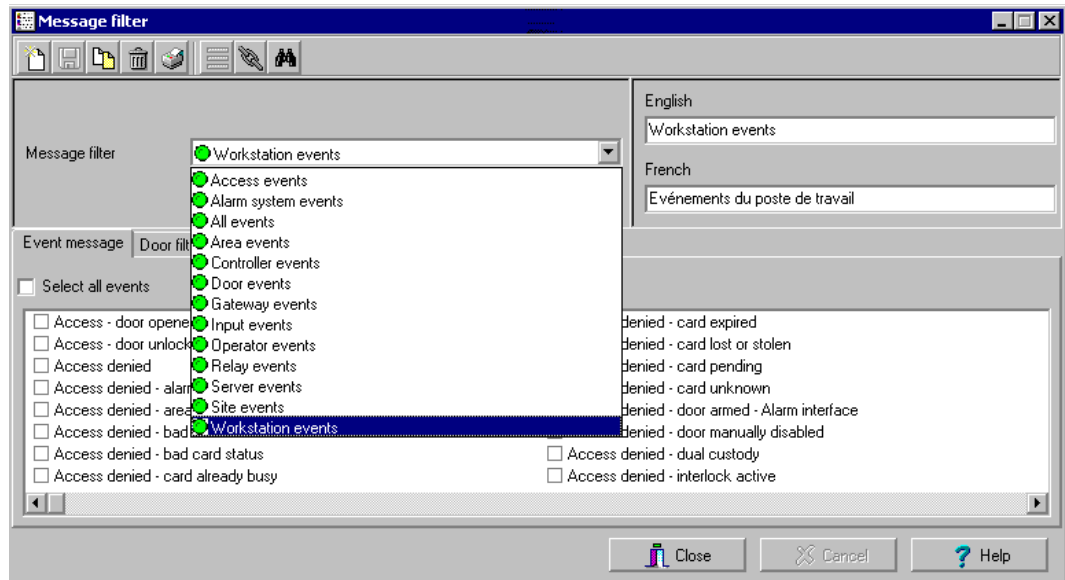 Message filter
English
Workstation events
Message filter
Workstation events
French
Evénements du poste de travail
Access events
Alarm system events
All events
Area events
Controller events
Door events
Gateway events
Input events
Operator events
Relay events
Server events
Site events
Workstation events
Event message
Door filt
Select all events
Access - door opene
Access - door unlock
Access denied
Access denied - alarm
Access denied - area
Access denied - bad
Access denied - bad card status
Access denied - card already busy
denied - card expired
denied - card lost or stolen
denied - card pending
denied - card unknown
denied - door armed - Alarm interface
denied - door manually disabled
Access denied - dual custody
Access denied - interlock active
Close
Cancel
Help